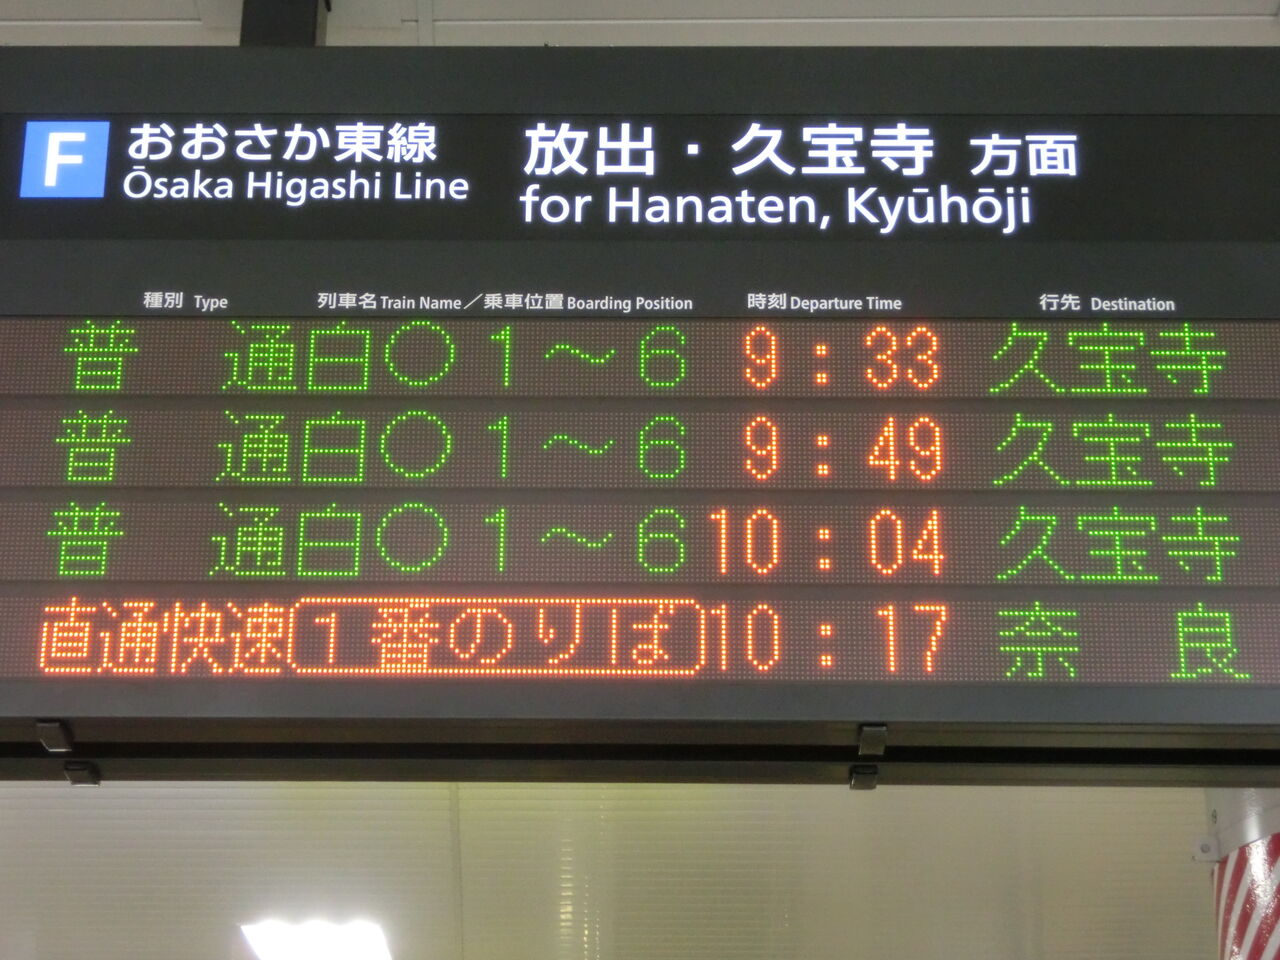 F おおさか東線 放出・久宝寺 方面
Ōsaka Higashi Line for Hanaten, Kyūhōji
種別 Type 列車名 Train Name／乗車位置 Boarding Position 時刻 Departure Time 行先 Destination
普 通 白○ 1～6 9:33 久宝寺
普 通 白○ 1～6 9:49 久宝寺
普 通 白○ 1～6 10:04 久宝寺
直通快速 1番のりば 10:17 奈 良